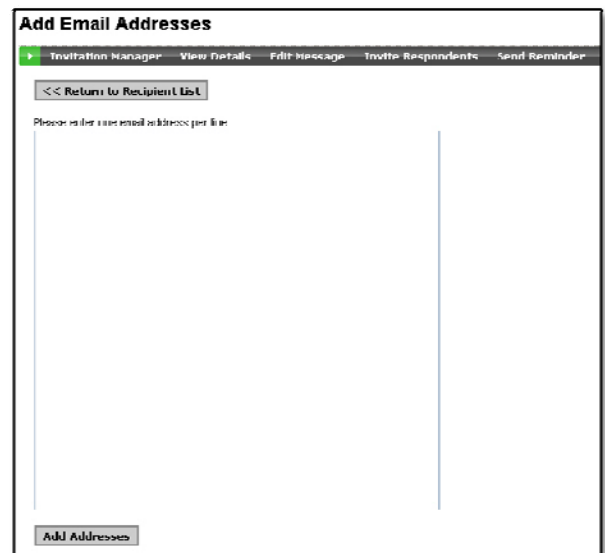 Add Email Addresses
Invitation Manager View Details Edit Message Invite Respondents Send Reminder
<< Return to Recipient List
Please enter one email address per line
Add Addresses